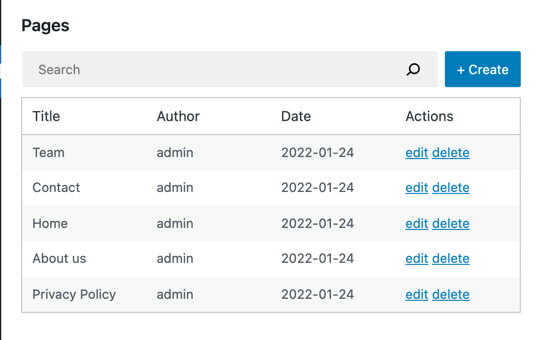 Pages
Search + Create
Title Author Date Actions
Team admin 2022-01-24 edit delete
Contact admin 2022-01-24 edit delete
Home admin 2022-01-24 edit delete
About us admin 2022-01-24 edit delete
Privacy Policy admin 2022-01-24 edit delete